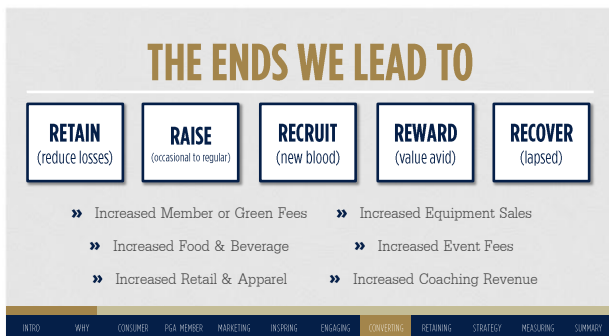 THE ENDS WE LEAD TO
RETAIN
(reduce losses)
RAISE
(occasional to regular)
RECRUIT
(new blood)
REWARD
(value avid)
RECOVER
(lapsed)
» Increased Member or Green Fees
» Increased Equipment Sales
» Increased Food & Beverage
» Increased Event Fees
» Increased Retail & Apparel
» Increased Coaching Revenue
INTRO WHY CONSUMER PGA MEMBER MARKETING INSPRING ENGAGING CONVERTING RETAINING STRATEGY MEASURING SUMMARY